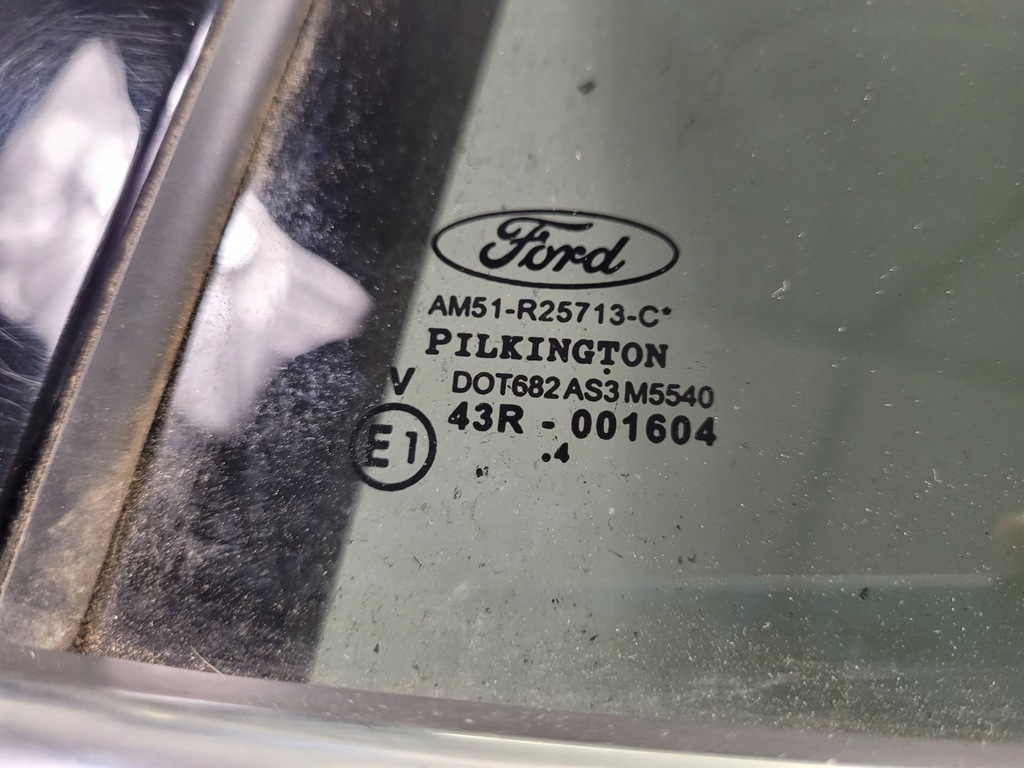 Ford
AM51-R25713-C*
PILKINGTON
V DOT682 AS3 M5540
E1 43R - 001604
.4